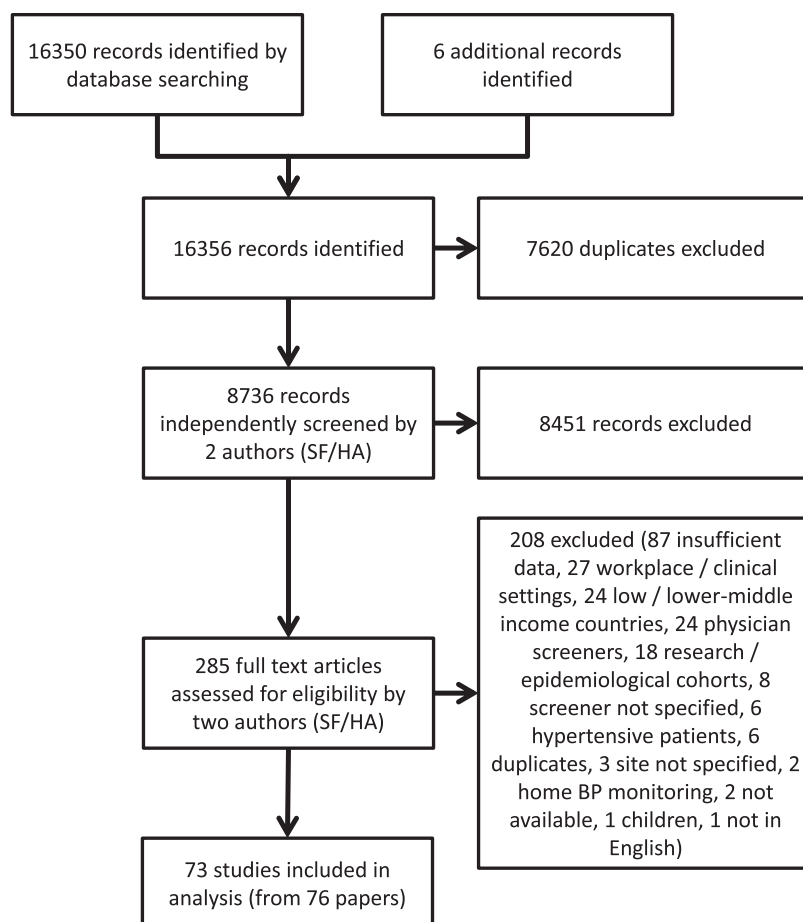 16350 records identified by
database searching
6 additional records
identified
16356 records identified
7620 duplicates excluded
8736 records
independently screened by
2 authors (SF/HA)
8451 records excluded
208 excluded (87 insufficient
data, 27 workplace / clinical
settings, 24 low / lower-middle
income countries, 24 physician
screeners, 18 research /
epidemiological cohorts, 8
screener not specified, 6
hypertensive patients, 6
duplicates, 3 site not specified, 2
home BP monitoring, 2 not
available, 1 children, 1 not in
English)
285 full text articles
assessed for eligibility by
two authors (SF/HA)
73 studies included in
analysis (from 76 papers)